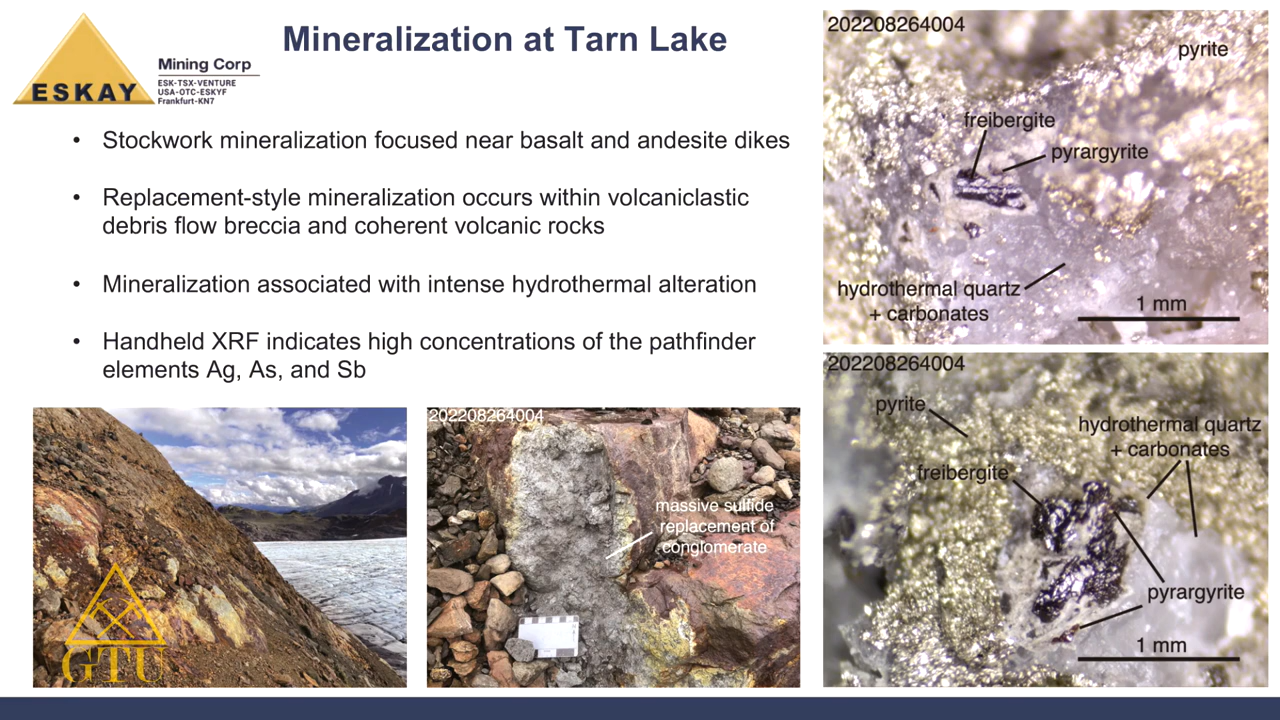 Mineralization at Tarn Lake
ESKAY
Mining Corp
ESK-TSX-VENTURE
USA-OTC-ESKYF
Frankfurt-KN7
• Stockwork mineralization focused near basalt and andesite dikes
• Replacement-style mineralization occurs within volcaniclastic
debris flow breccia and coherent volcanic rocks
• Mineralization associated with intense hydrothermal alteration
• Handheld XRF indicates high concentrations of the pathfinder
elements Ag, As, and Sb
GTU
202208264004
massive sulfide
replacement of
conglomerate
202208264004
pyrite
freibergite
pyrargyrite
hydrothermal quartz
+ carbonates
1 mm
202208264004
pyrite
hydrothermal quartz
+ carbonates
freibergite
pyrargyrite
1 mm